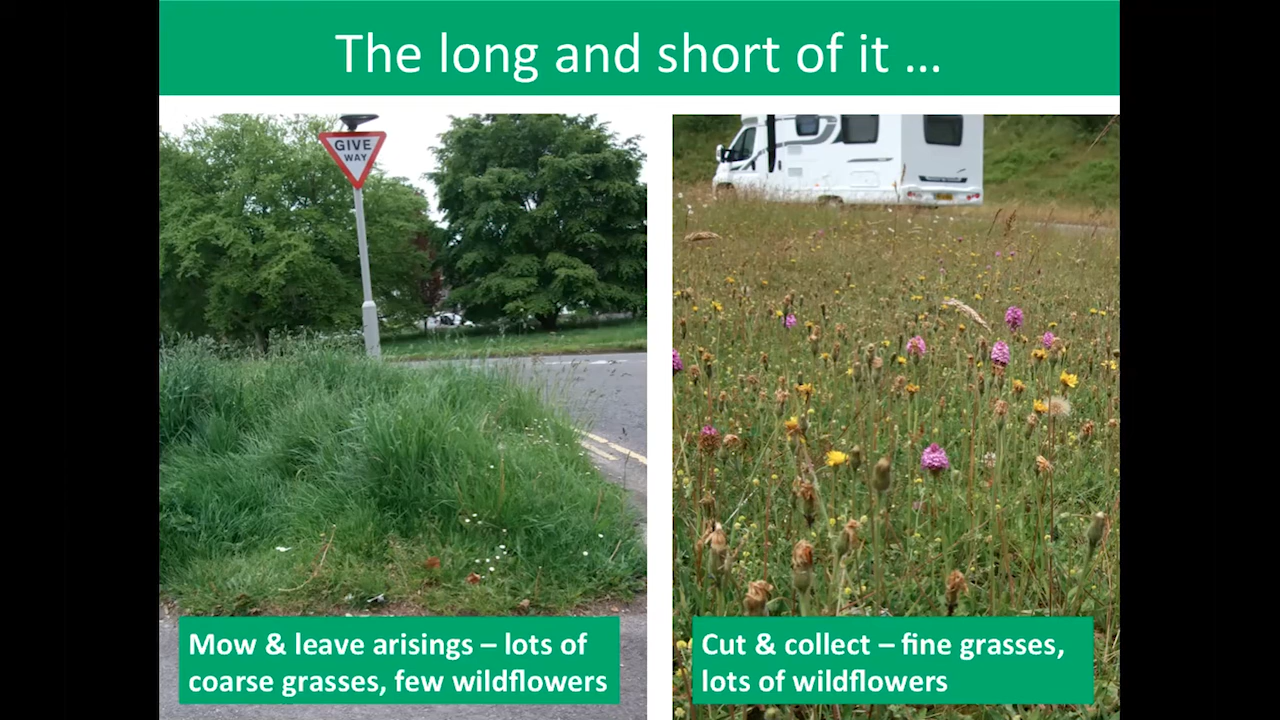 The long and short of it ...
GIVE
WAY
Mow & leave arisings – lots of
coarse grasses, few wildflowers
Cut & collect – fine grasses,
lots of wildflowers